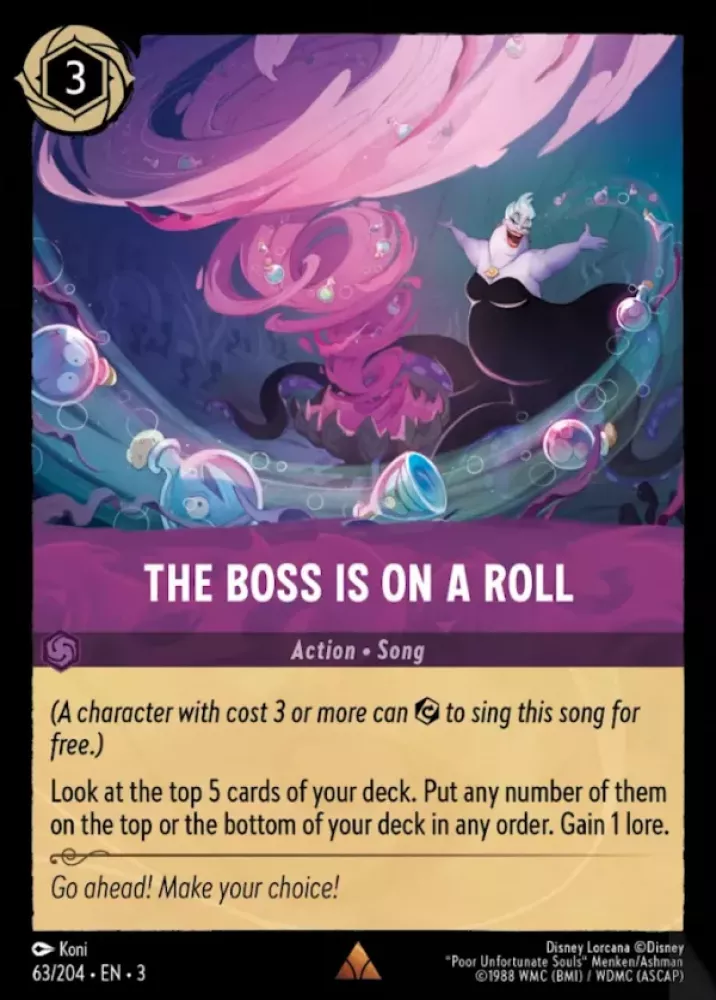 3
THE BOSS IS ON A ROLL
Action • Song
(A character with cost 3 or more can to sing this song for
free.)
Look at the top 5 cards of your deck. Put any number of them
on the top or the bottom of your deck in any order. Gain 1 lore.
Go ahead! Make your choice!
Koni
63/204 • EN • 3
Disney Lorcana ©Disney
"Poor Unfortunate Souls" Menken/Ashman
©1988 WMC (BMI) / WDMC (ASCAP)